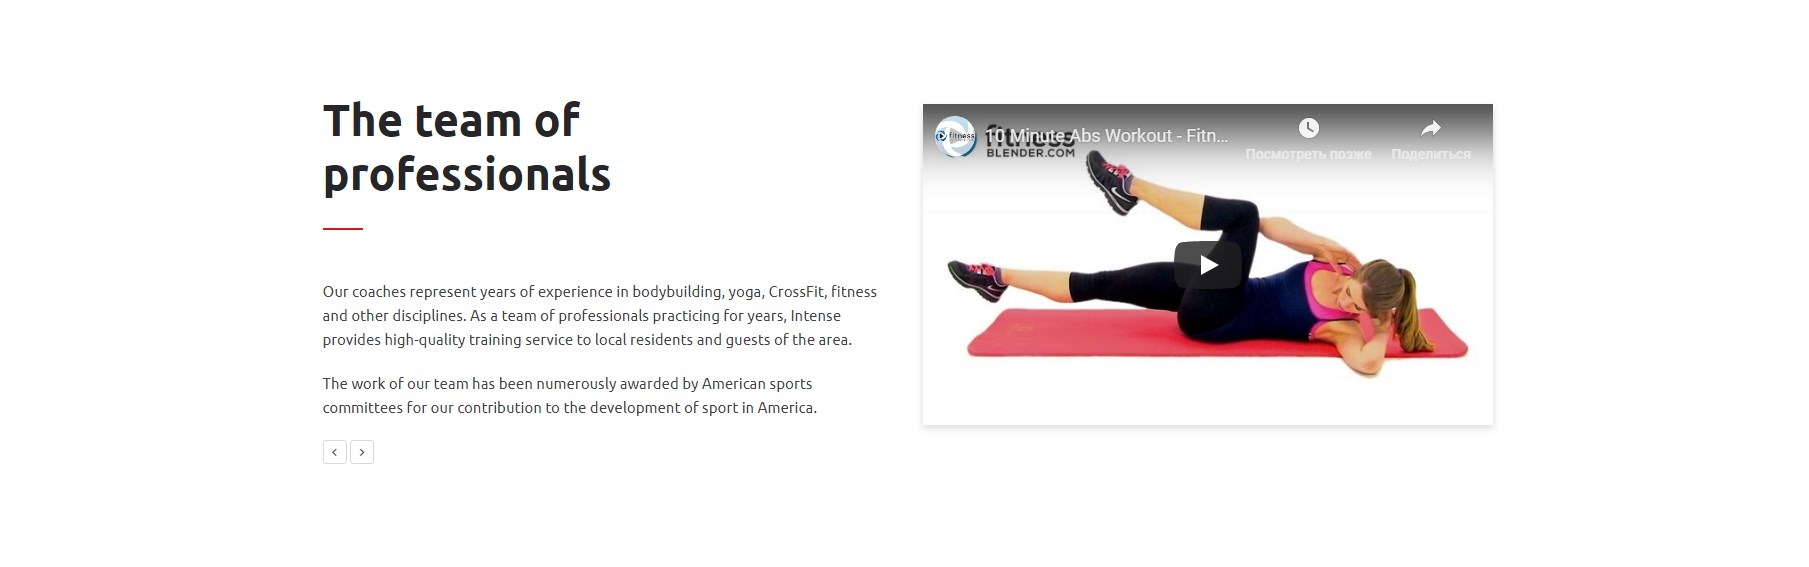 The team of
professionals
Our coaches represent years of experience in bodybuilding, yoga, CrossFit, fitness
and other disciplines. As a team of professionals practicing for years, Intense
provides high-quality training service to local residents and guests of the area.
The work of our team has been numerously awarded by American sports
committees for our contribution to the development of sport in America.
fitness
10 Minute Abs Workout - Fitn...
fitness
BLENDER.COM
Посмотреть позже
Поделиться